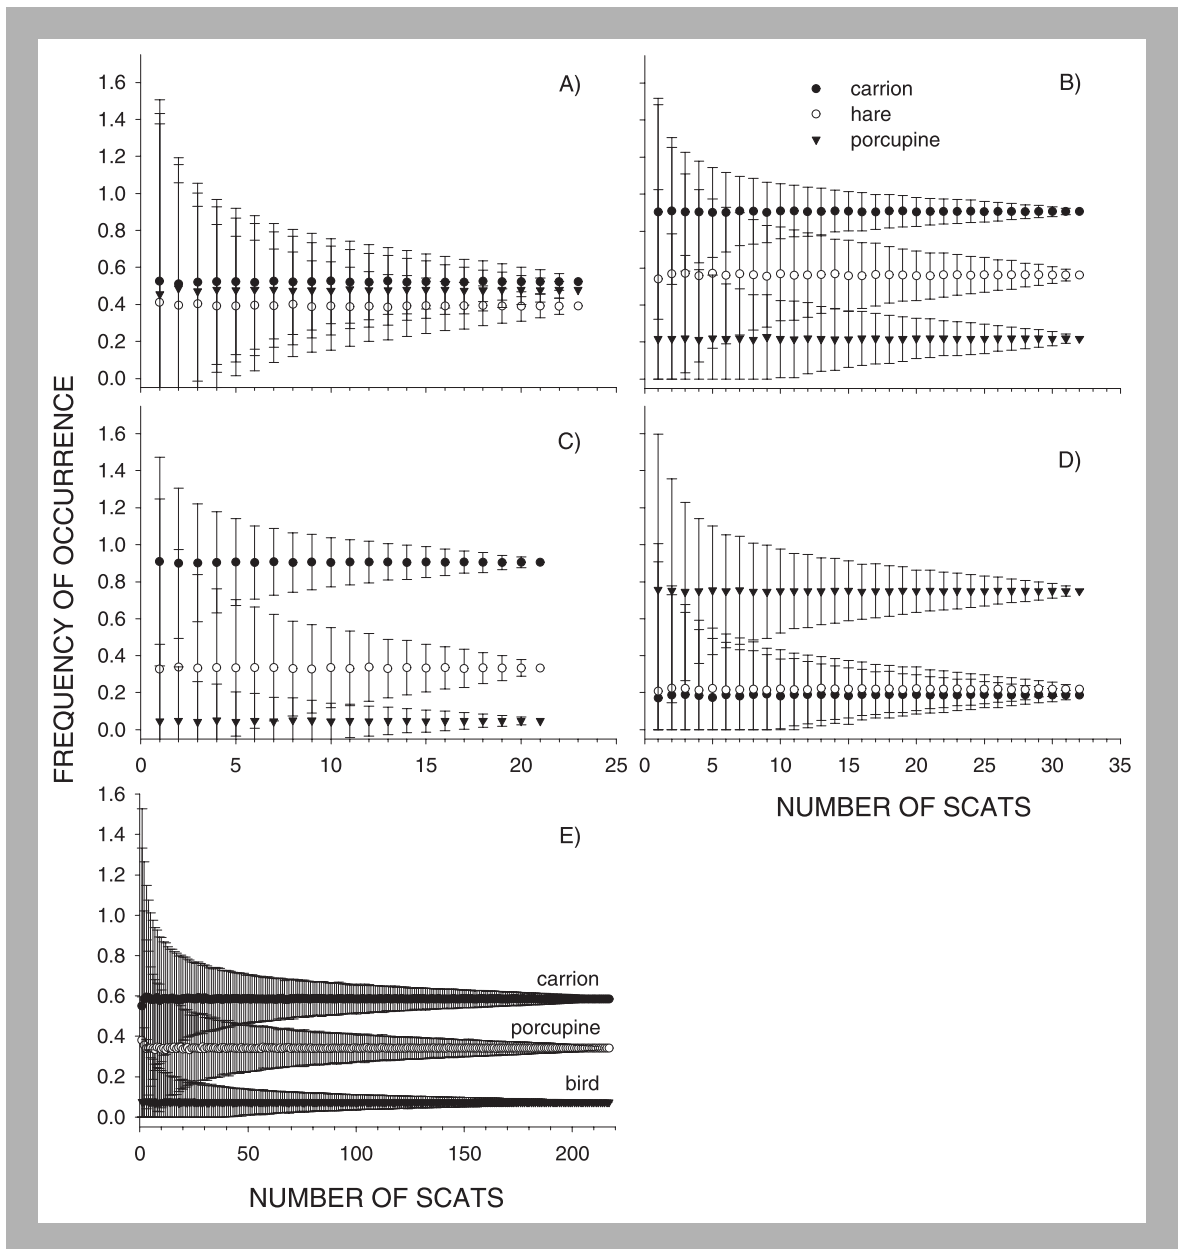 A)
1.6
1.4
1.2
1.0
0.8
0.6
0.4
0.2
0.0
B)
carrion
hare
porcupine
FREQUENCY OF OCCURRENCE
C)
1.6
1.4
1.2
1.0
0.8
0.6
0.4
0.2
0.0
0 5 10 15 20 25
D)
0 5 10 15 20 25 30 35
NUMBER OF SCATS
E)
1.6
1.4
1.2
1.0
0.8
0.6
0.4
0.2
0.0
carrion
porcupine
bird
0 50 100 150 200
NUMBER OF SCATS